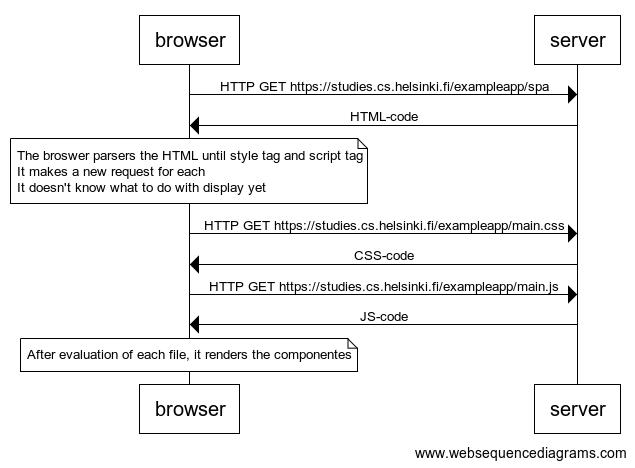 browser
server
HTTP GET https://studies.cs.helsinki.fi/exampleapp/spa
HTML-code
The broswer parsers the HTML until style tag and script tag
It makes a new request for each
It doesn't know what to do with display yet
HTTP GET https://studies.cs.helsinki.fi/exampleapp/main.css
CSS-code
HTTP GET https://studies.cs.helsinki.fi/exampleapp/main.js
JS-code
After evaluation of each file, it renders the componentes
browser
server
www.websequencediagrams.com